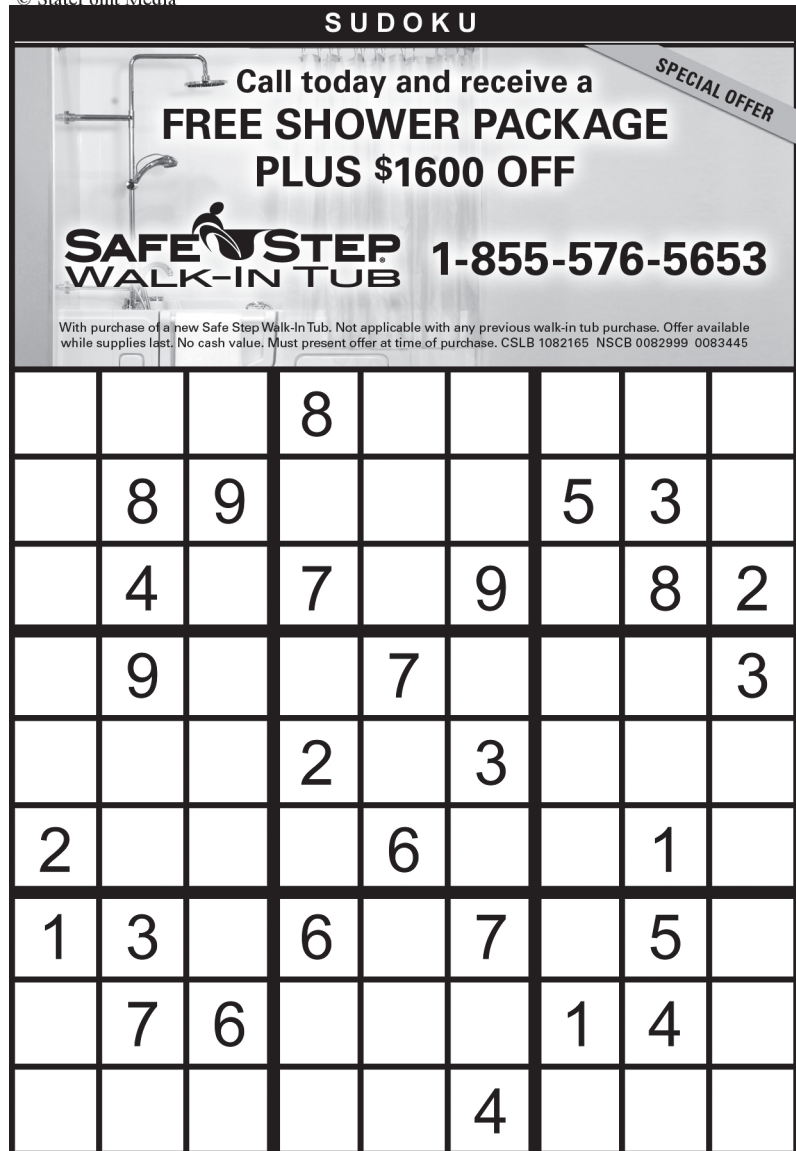 © StatePoint Media
SUDOKU
Call today and receive a
FREE SHOWER PACKAGE
PLUS $1600 OFF
SPECIAL OFFER
SAFE STEP®
WALK-IN TUB
1-855-576-5653
With purchase of a new Safe Step Walk-In Tub. Not applicable with any previous walk-in tub purchase. Offer available
while supplies last. No cash value. Must present offer at time of purchase. CSLB 1082165 NSCB 0082999 0083445
8
8 9 5 3
4 7 9 8 2
9 7 3
2 3
2 6 1
1 3 6 7 5
7 6 1 4
4